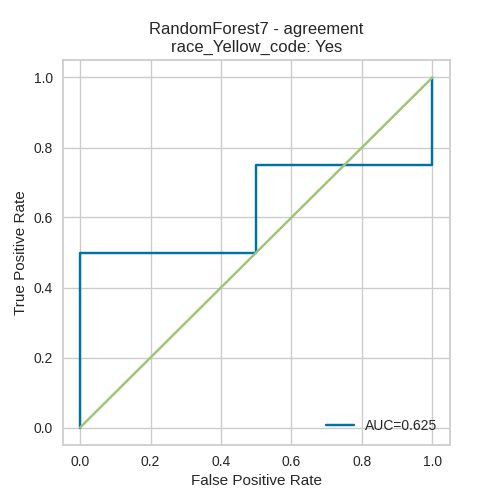 RandomForest7 - agreement
race_Yellow_code: Yes
True Positive Rate
1.0
0.8
0.6
0.4
0.2
0.0
AUC=0.625
0.0 0.2 0.4 0.6 0.8 1.0
False Positive Rate